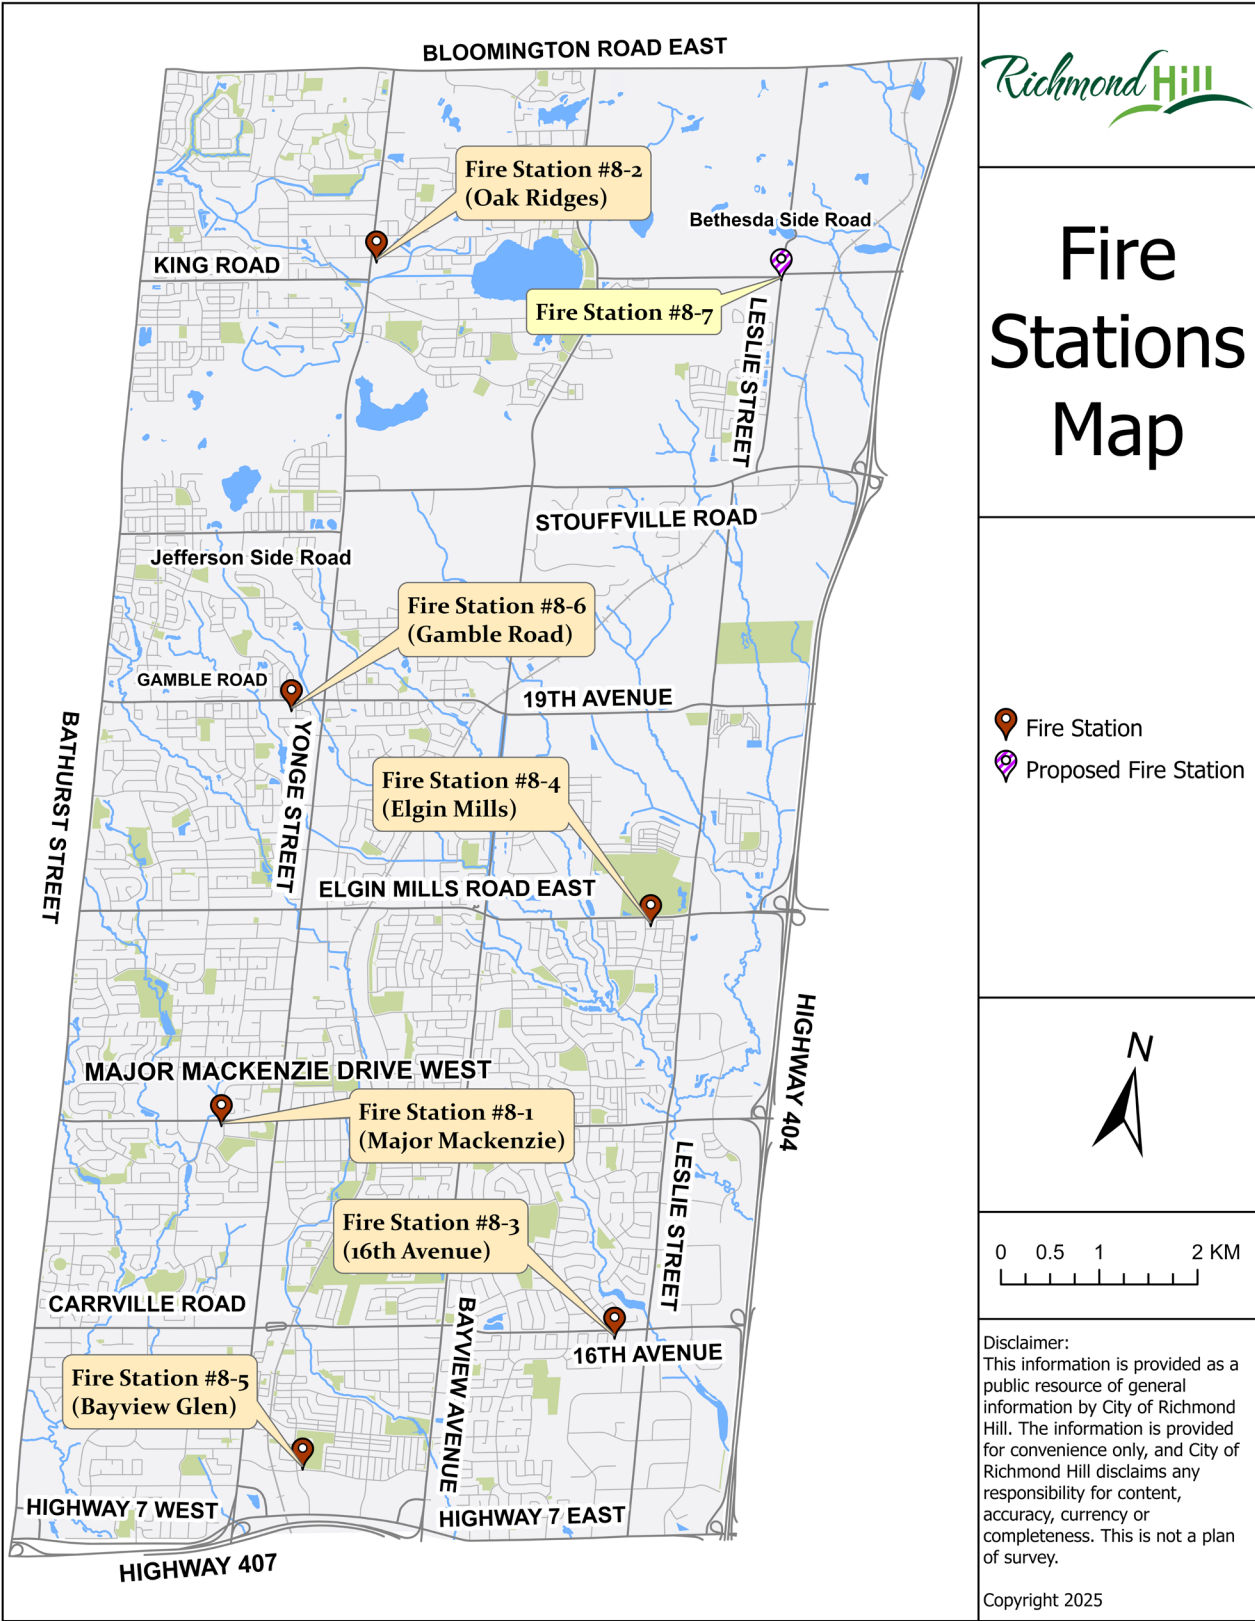 BLOOMINGTON ROAD EAST
Fire Station #8-2
(Oak Ridges)
Bethesda Side Road
KING ROAD
Fire Station #8-7
LESLIE STREET
STOUFFVILLE ROAD
Jefferson Side Road
Fire Station #8-6
(Gamble Road)
GAMBLE ROAD
19TH AVENUE
BATHURST STREET
YONGE STREET
Fire Station #8-4
(Elgin Mills)
ELGIN MILLS ROAD EAST
HIGHWAY 404
MAJOR MACKENZIE DRIVE WEST
Fire Station #8-1
(Major Mackenzie)
LESLIE STREET
Fire Station #8-3
(16th Avenue)
CARRVILLE ROAD
BAYVIEW AVENUE
16TH AVENUE
Fire Station #8-5
(Bayview Glen)
HIGHWAY 7 WEST
HIGHWAY 7 EAST
HIGHWAY 407
Richmond Hill
Fire
Stations
Map
Fire Station
Proposed Fire Station
N
0 0.5 1 2 KM
Disclaimer:
This information is provided as a
public resource of general
information by City of Richmond
Hill. The information is provided
for convenience only, and City of
Richmond Hill disclaims any
responsibility for content,
accuracy, currency or
completeness. This is not a plan
of survey.
Copyright 2025